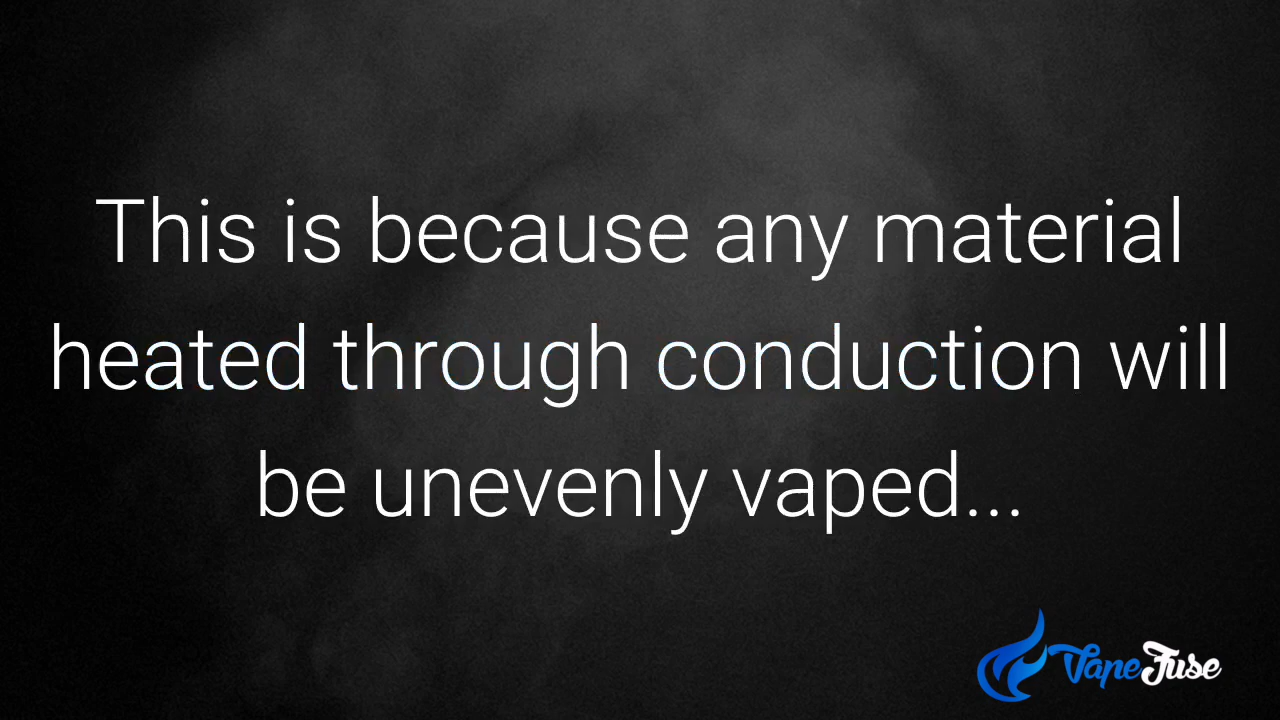 This is because any material
heated through conduction will
be unevenly vaped...
VapeFuse